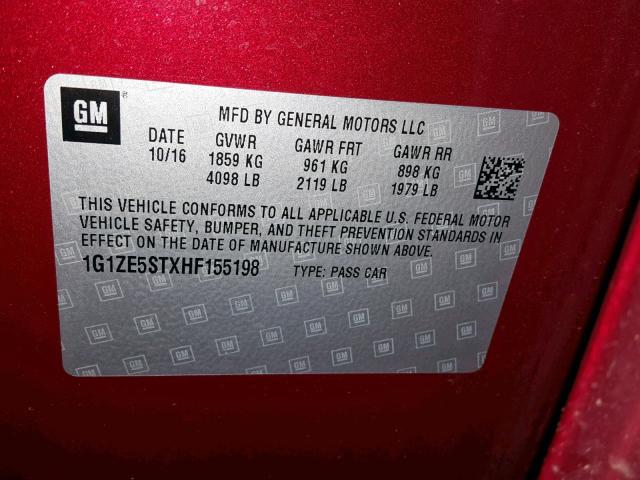 GM
MFD BY GENERAL MOTORS LLC
DATE GVWR GAWR FRT GAWR RR
10/16 1859 KG 961 KG 898 KG
4098 LB 2119 LB 1979 LB
THIS VEHICLE CONFORMS TO ALL APPLICABLE U.S. FEDERAL MOTOR
VEHICLE SAFETY, BUMPER, AND THEFT PREVENTION STANDARDS IN
EFFECT ON THE DATE OF MANUFACTURE SHOWN ABOVE.
1G1ZE5STXHF155198 TYPE: PASS CAR